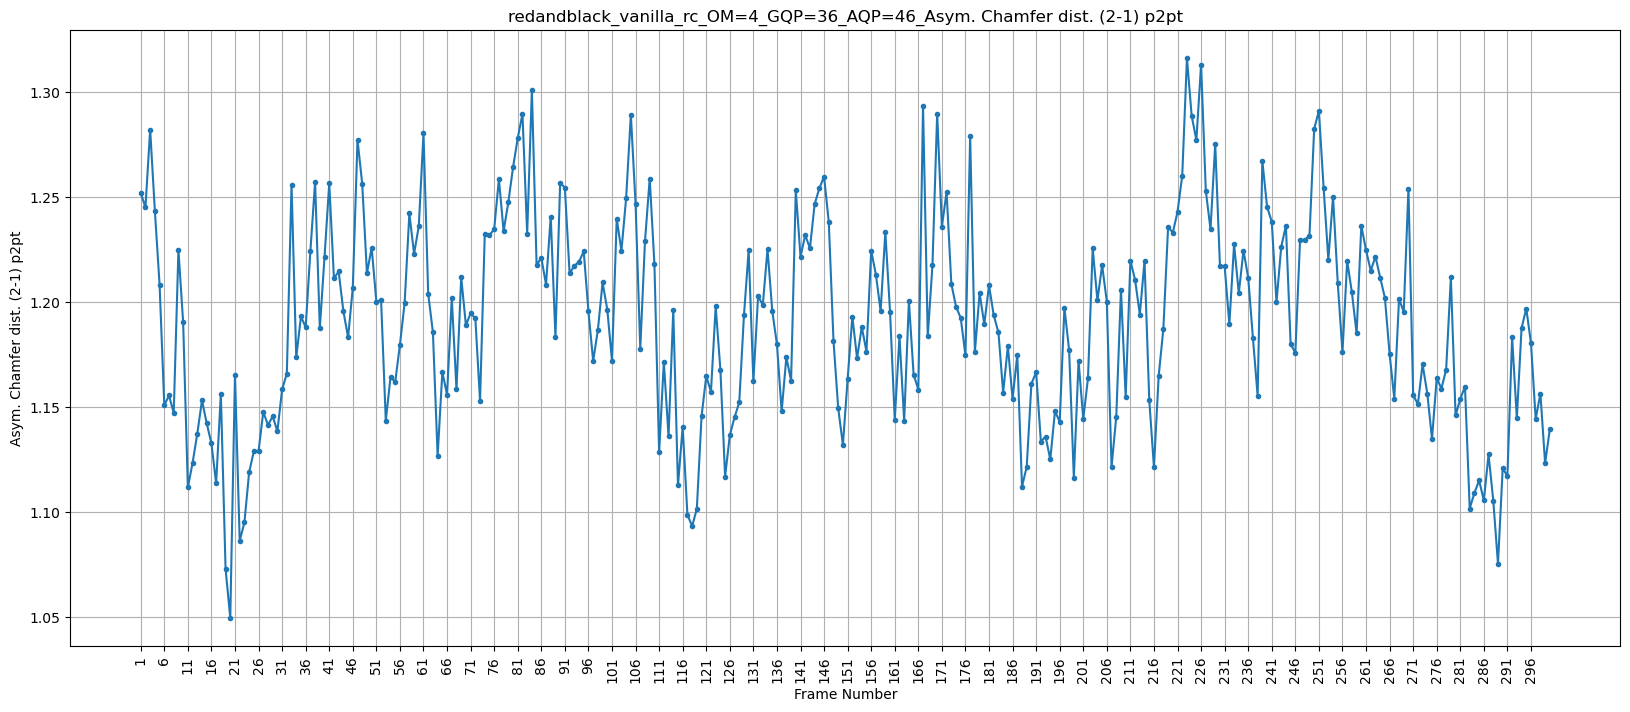 redandblack_vanilla_rc_OM=4_GQP=36_AQP=46_Asym. Chamfer dist. (2-1) p2pt
Asym. Chamfer dist. (2-1) p2pt
1.30
1.25
1.20
1.15
1.10
1.05
1 6 11 16 21 26 31 36 41 46 51 56 61 66 71 76 81 86 91 96 101 106 111 116 121 126 131 136 141 146 151 156 161 166 171 176 181 186 191 196 201 206 211 216 221 226 231 236 241 246 251 256 261 266 271 276 281 286 291 296
Frame Number